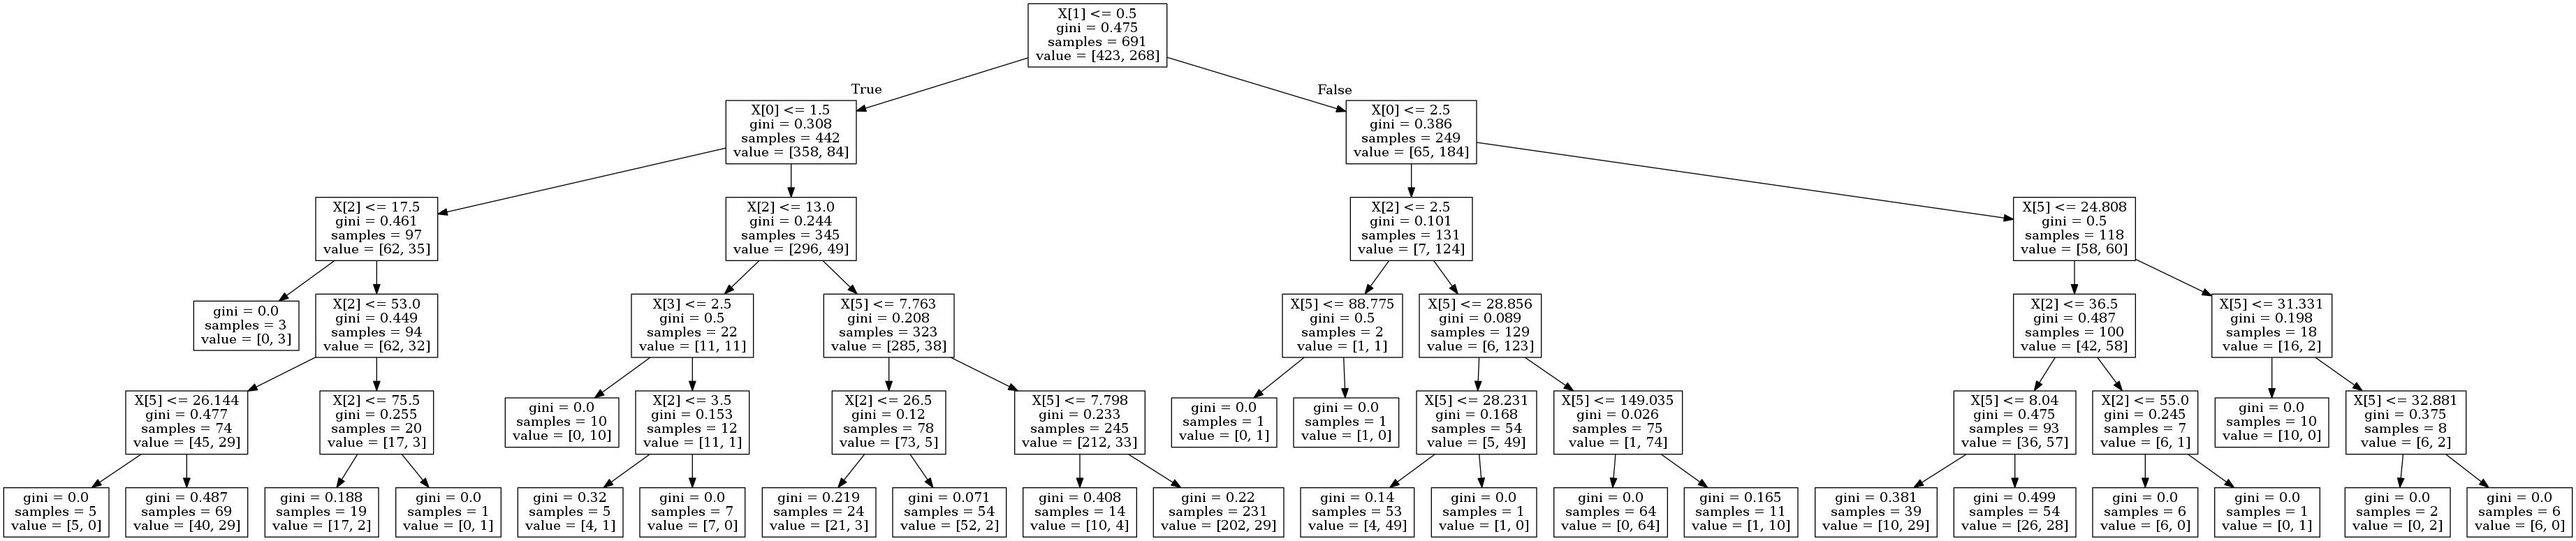 X[1] <= 0.5
gini = 0.475
samples = 691
value = [423, 268]
True
False
X[0] <= 1.5
gini = 0.308
samples = 442
value = [358, 84]
X[0] <= 2.5
gini = 0.386
samples = 249
value = [65, 184]
X[2] <= 17.5
gini = 0.461
samples = 97
value = [62, 35]
X[2] <= 13.0
gini = 0.244
samples = 345
value = [296, 49]
X[2] <= 2.5
gini = 0.101
samples = 131
value = [7, 124]
X[5] <= 24.808
gini = 0.5
samples = 118
value = [58, 60]
gini = 0.0
samples = 3
value = [0, 3]
X[2] <= 53.0
gini = 0.449
samples = 94
value = [62, 32]
X[3] <= 2.5
gini = 0.5
samples = 22
value = [11, 11]
X[5] <= 7.763
gini = 0.208
samples = 323
value = [285, 38]
X[5] <= 88.775
gini = 0.5
samples = 2
value = [1, 1]
X[5] <= 28.856
gini = 0.089
samples = 129
value = [6, 123]
X[2] <= 36.5
gini = 0.487
samples = 100
value = [42, 58]
X[5] <= 31.331
gini = 0.198
samples = 18
value = [16, 2]
X[5] <= 26.144
gini = 0.477
samples = 74
value = [45, 29]
X[2] <= 75.5
gini = 0.255
samples = 20
value = [17, 3]
gini = 0.0
samples = 10
value = [0, 10]
X[2] <= 3.5
gini = 0.153
samples = 12
value = [11, 1]
X[2] <= 26.5
gini = 0.12
samples = 78
value = [73, 5]
X[5] <= 7.798
gini = 0.233
samples = 245
value = [212, 33]
gini = 0.0
samples = 1
value = [0, 1]
gini = 0.0
samples = 1
value = [1, 0]
X[5] <= 28.231
gini = 0.168
samples = 54
value = [5, 49]
X[5] <= 149.035
gini = 0.026
samples = 75
value = [1, 74]
X[5] <= 8.04
gini = 0.475
samples = 93
value = [36, 57]
X[2] <= 55.0
gini = 0.245
samples = 7
value = [6, 1]
gini = 0.0
samples = 10
value = [10, 0]
X[5] <= 32.881
gini = 0.375
samples = 8
value = [6, 2]
gini = 0.0
samples = 5
value = [5, 0]
gini = 0.487
samples = 69
value = [40, 29]
gini = 0.188
samples = 19
value = [17, 2]
gini = 0.0
samples = 1
value = [0, 1]
gini = 0.32
samples = 5
value = [4, 1]
gini = 0.0
samples = 7
value = [7, 0]
gini = 0.219
samples = 24
value = [21, 3]
gini = 0.071
samples = 54
value = [52, 2]
gini = 0.408
samples = 14
value = [10, 4]
gini = 0.22
samples = 231
value = [202, 29]
gini = 0.14
samples = 53
value = [4, 49]
gini = 0.0
samples = 1
value = [1, 0]
gini = 0.0
samples = 64
value = [0, 64]
gini = 0.165
samples = 11
value = [1, 10]
gini = 0.381
samples = 39
value = [10, 29]
gini = 0.499
samples = 54
value = [26, 28]
gini = 0.0
samples = 6
value = [6, 0]
gini = 0.0
samples = 1
value = [0, 1]
gini = 0.0
samples = 2
value = [0, 2]
gini = 0.0
samples = 6
value = [6, 0]